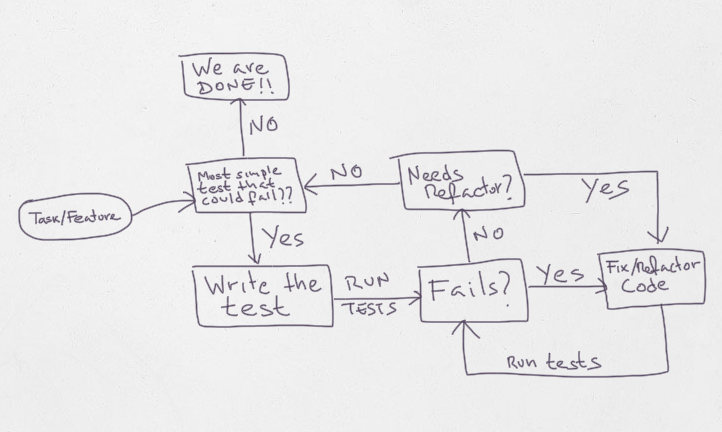 We are
DONE!!
NO
Most simple
test that
could fail??
NO
Needs
Refactor?
Yes
Task/Feature
Yes
NO
Write the
test
RUN
TESTS
Fails?
Yes
Fix/Refactor
Code
Run tests